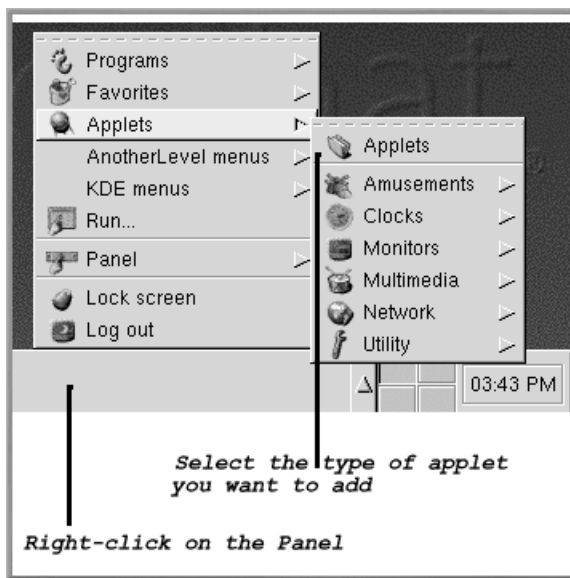 Programs
Favorites
Applets
AnotherLevel menus
KDE menus
Run...
Panel
Lock screen
Log out
Applets
Amusements
Clocks
Monitors
Multimedia
Network
Utility
03:43 PM
Select the type of applet
you want to add
Right-click on the Panel